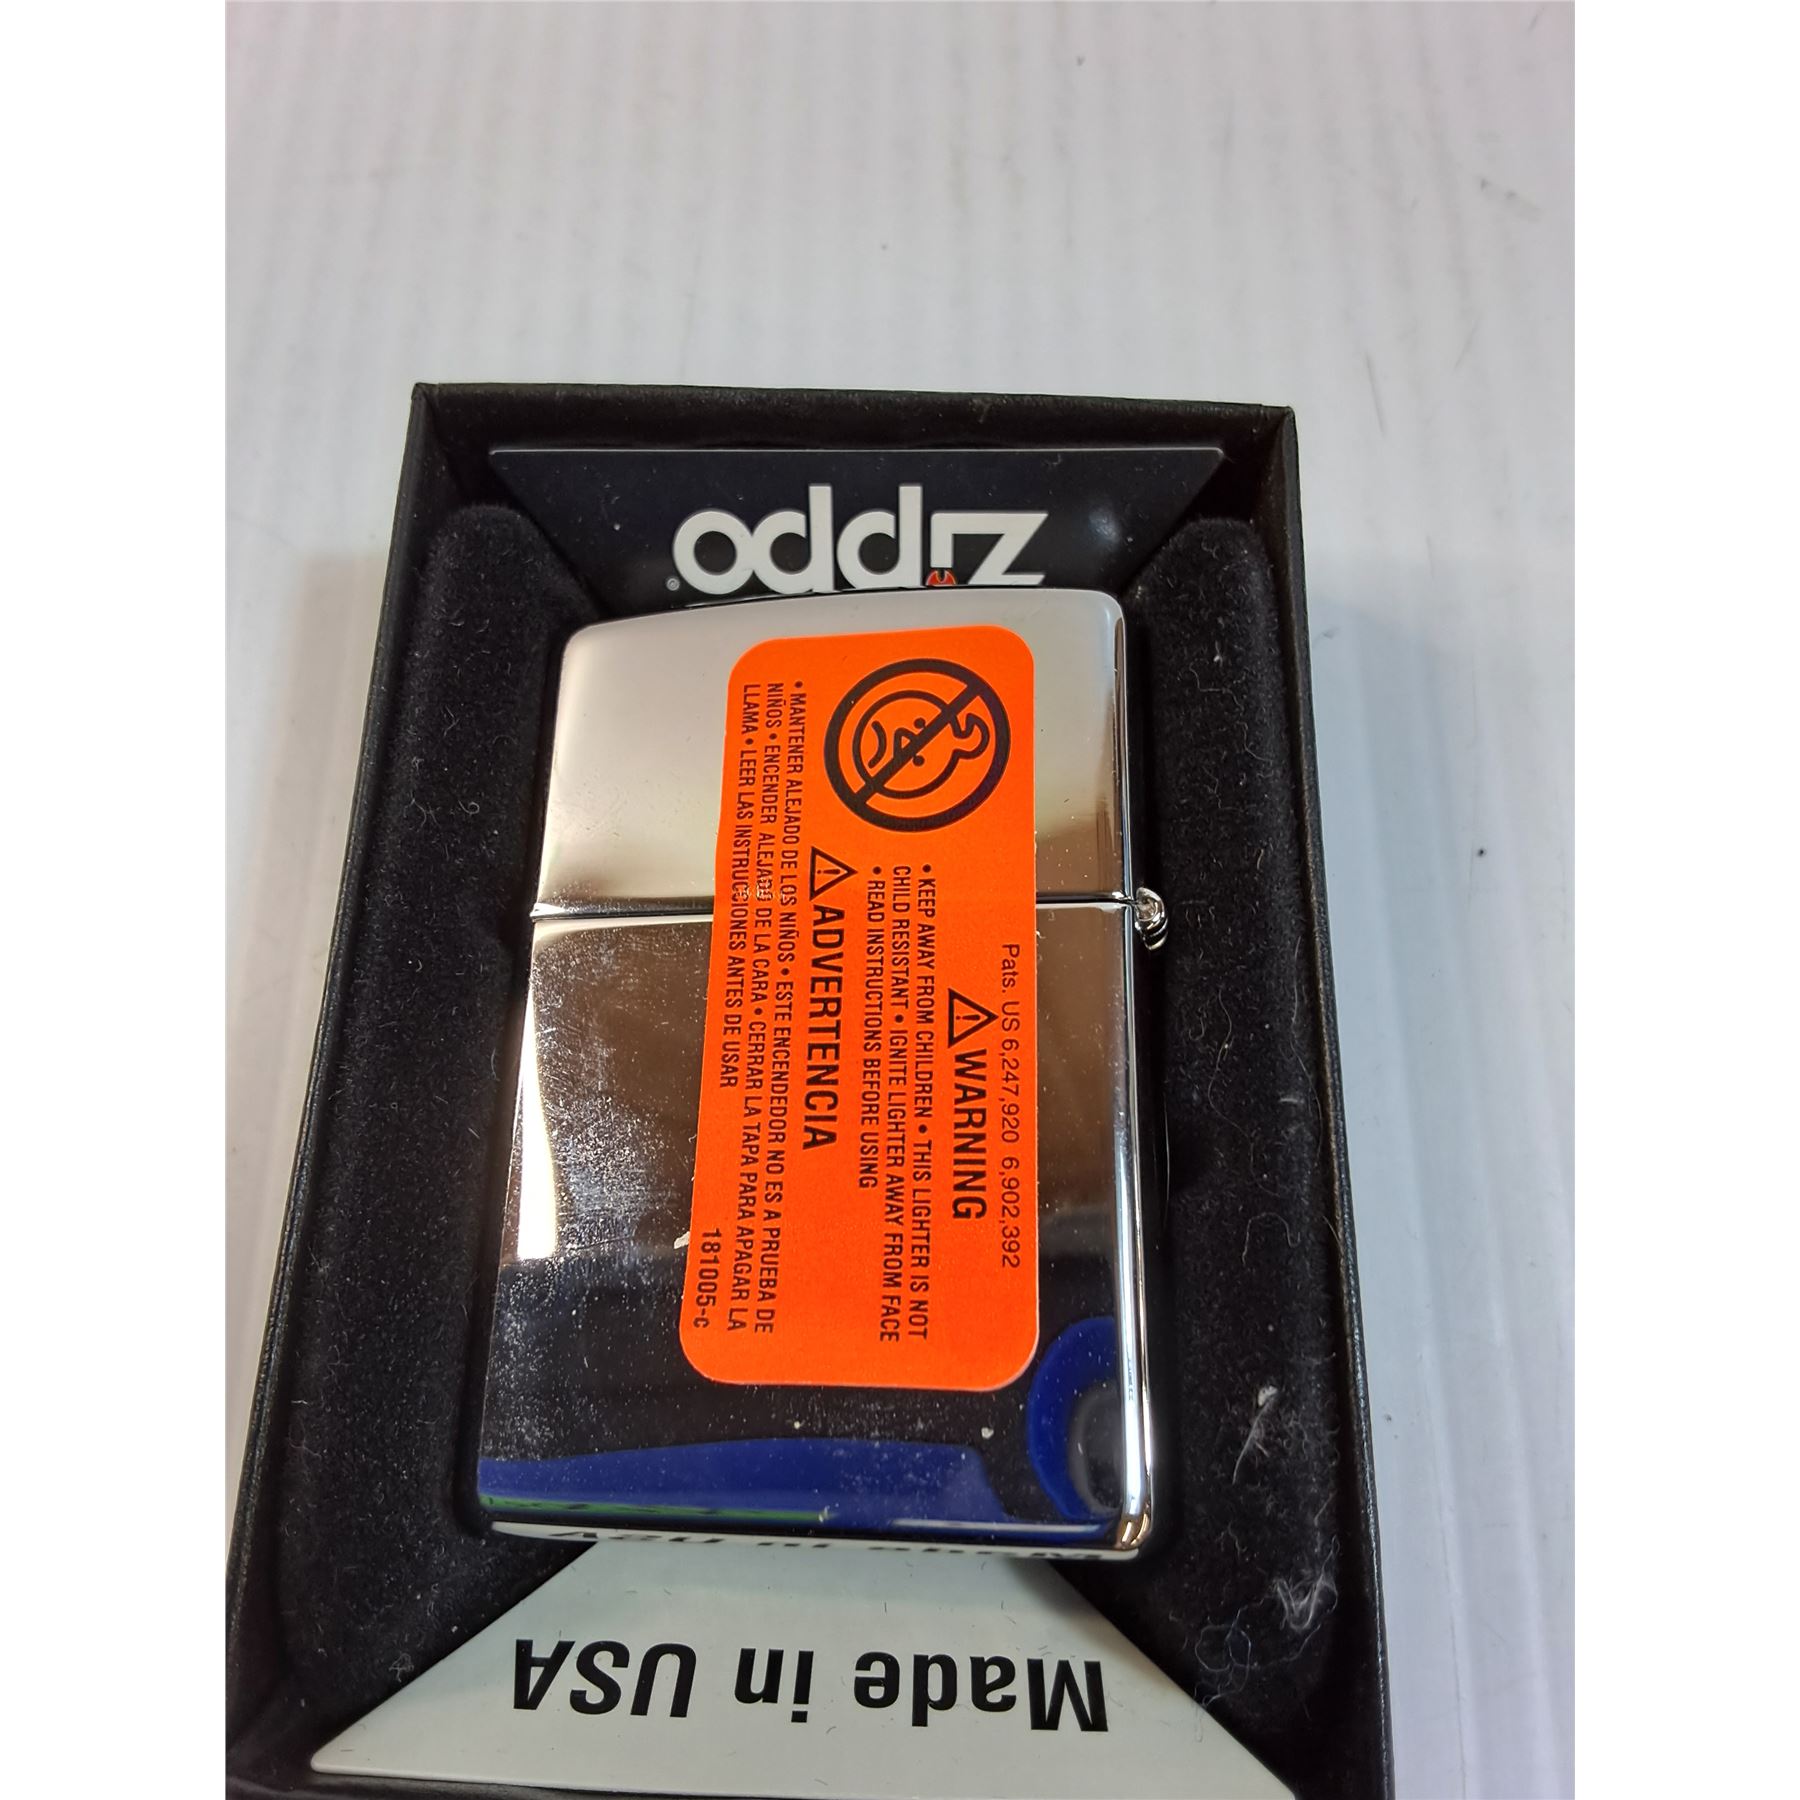 zippo
®
Pats. US 6,247,920 6,902,392
⚠WARNING
• KEEP AWAY FROM CHILDREN • THIS LIGHTER IS NOT
CHILD RESISTANT • IGNITE LIGHTER AWAY FROM FACE
• READ INSTRUCTIONS BEFORE USING
⚠ADVERTENCIA
• MANTENER ALEJADO DE LOS NIÑOS • ESTE ENCENDEDOR NO ES A PRUEBA DE
NIÑOS • ENCENDER ALEJADO DE LA CARA • CERRAR LA TAPA PARA APAGAR LA
LLAMA • LEER LAS INSTRUCCIONES ANTES DE USAR
181005-c
Made in USA
Made in USA